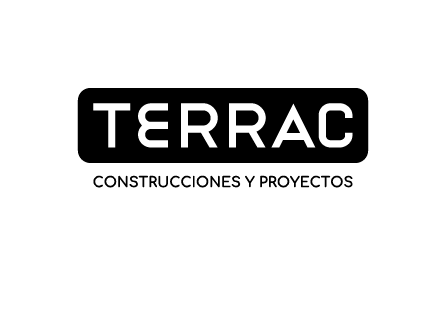 TERRAC
CONSTRUCCIONES Y PROYECTOS